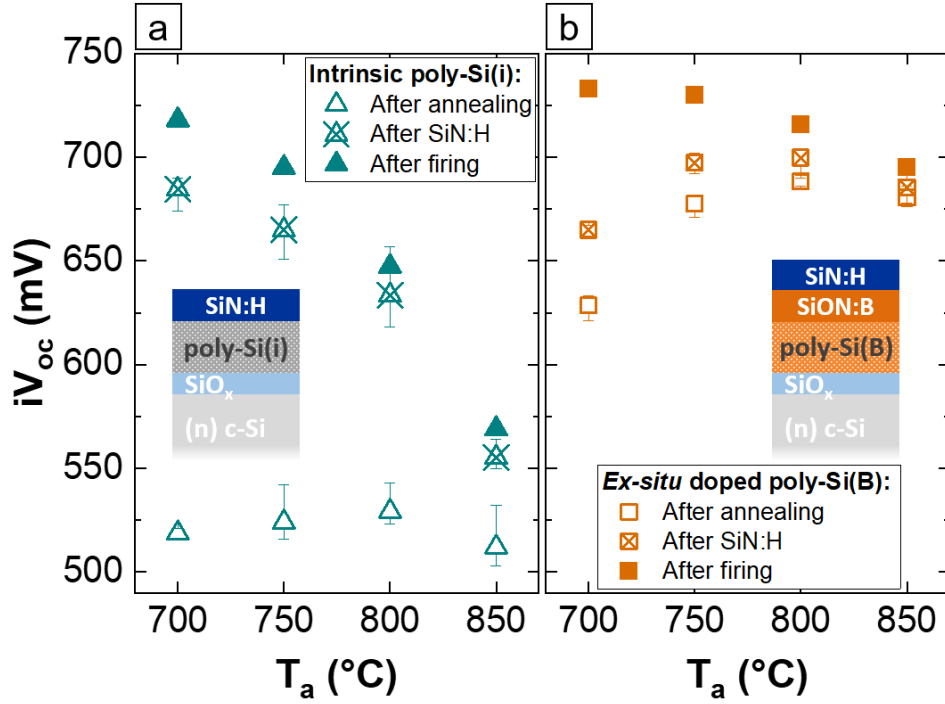 a
b
750
700
650
600
550
500
iVoc (mV)
Intrinsic poly-Si(i):
After annealing
After SiN:H
After firing
SiN:H
poly-Si(i)
SiOx
(n) c-Si
SiN:H
SiON:B
poly-Si(B)
SiOx
(n) c-Si
Ex-situ doped poly-Si(B):
After annealing
After SiN:H
After firing
700 750 800 850
700 750 800 850
Ta (°C)
Ta (°C)